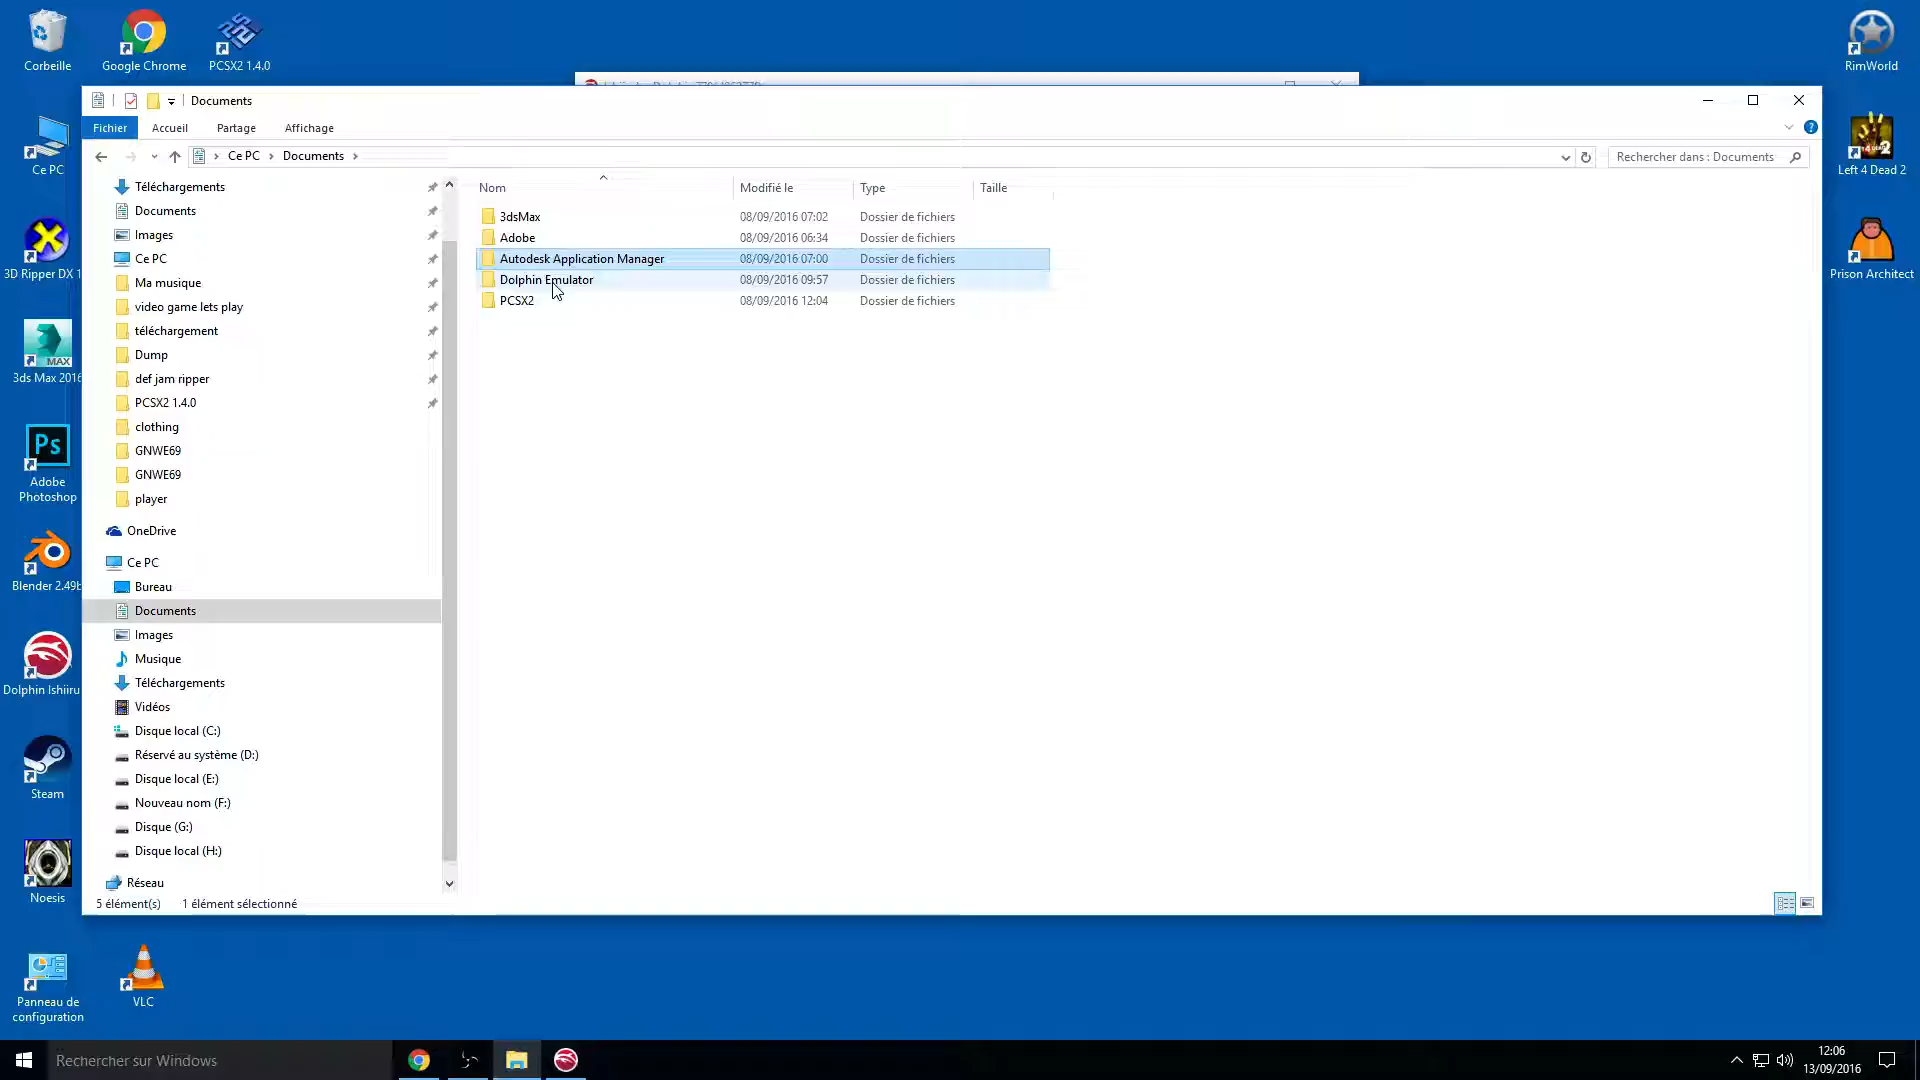 Corbeille
Google Chrome
PCSX2 1.4.0
RimWorld
Documents
Fichier
Accueil
Partage
Affichage
Ce PC
Documents
Rechercher dans : Documents
Ce PC
3D Ripper DX 1
3ds Max 2016
MAX
Ps
Adobe
Photoshop
Blender 2.49b
Dolphin Ishiiru
Steam
Noesis
Panneau de
configuration
VLC
Left 4 Dead 2
Prison Architect
Téléchargements
Documents
Images
Ce PC
Ma musique
video game lets play
téléchargement
Dump
def jam ripper
PCSX2 1.4.0
clothing
GNWE69
GNWE69
player
OneDrive
Ce PC
Bureau
Documents
Images
Musique
Téléchargements
Vidéos
Disque local (C:)
Réservé au système (D:)
Disque local (E:)
Nouveau nom (F:)
Disque (G:)
Disque local (H:)
Réseau
Nom Modifié le Type Taille
3dsMax 08/09/2016 07:02 Dossier de fichiers
Adobe 08/09/2016 06:34 Dossier de fichiers
Autodesk Application Manager 08/09/2016 07:00 Dossier de fichiers
Dolphin Emulator 08/09/2016 09:57 Dossier de fichiers
PCSX2 08/09/2016 12:04 Dossier de fichiers
5 élément(s) 1 élément sélectionné
Rechercher sur Windows
12:06
13/09/2016